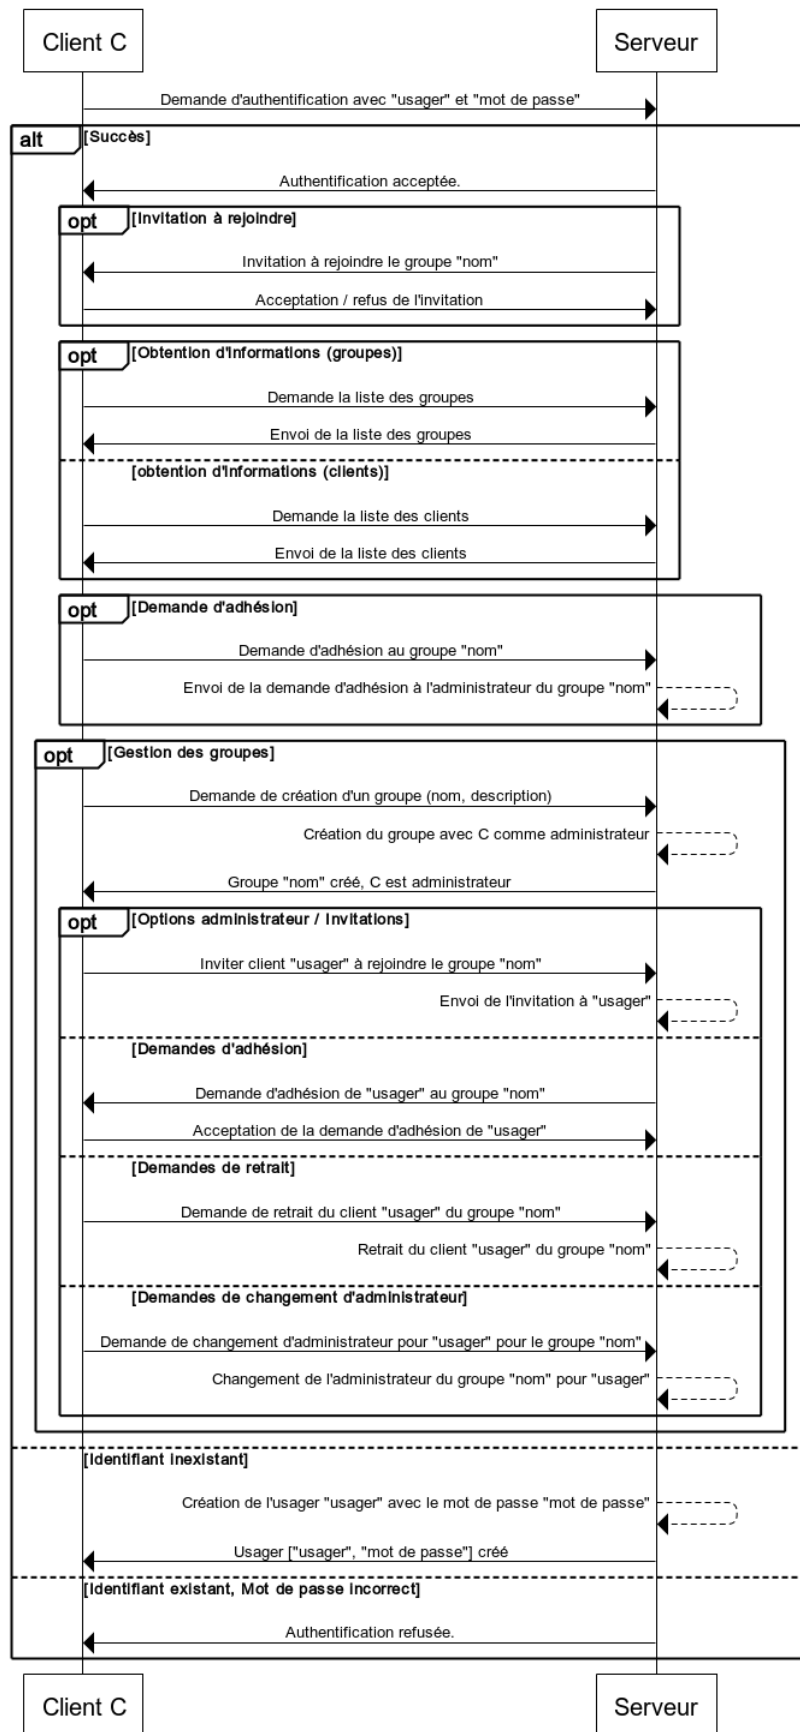 Client C
Serveur
Demande d'authentification avec "usager" et "mot de passe"
alt
[Succès]
Authentification acceptée.
opt
[Invitation à rejoindre]
Invitation à rejoindre le groupe "nom"
Acceptation / refus de l'invitation
opt
[Obtention d'informations (groupes)]
Demande la liste des groupes
Envoi de la liste des groupes
[obtention d'informations (clients)]
Demande la liste des clients
Envoi de la liste des clients
opt
[Demande d'adhésion]
Demande d'adhésion au groupe "nom"
Envoi de la demande d'adhésion à l'administrateur du groupe "nom"
opt
[Gestion des groupes]
Demande de création d'un groupe (nom, description)
Création du groupe avec C comme administrateur
Groupe "nom" créé, C est administrateur
opt
[Options administrateur / Invitations]
Inviter client "usager" à rejoindre le groupe "nom"
Envoi de l'invitation à "usager"
[Demandes d'adhésion]
Demande d'adhésion de "usager" au groupe "nom"
Acceptation de la demande d'adhésion de "usager"
[Demandes de retrait]
Demande de retrait du client "usager" du groupe "nom"
Retrait du client "usager" du groupe "nom"
[Demandes de changement d'administrateur]
Demande de changement d'administrateur pour "usager" pour le groupe "nom"
Changement de l'administrateur du groupe "nom" pour "usager"
[Identifiant inexistant]
Création de l'usager "usager" avec le mot de passe "mot de passe"
Usager ["usager", "mot de passe"] créé
[Identifiant existant, Mot de passe incorrect]
Authentification refusée.
Client C
Serveur